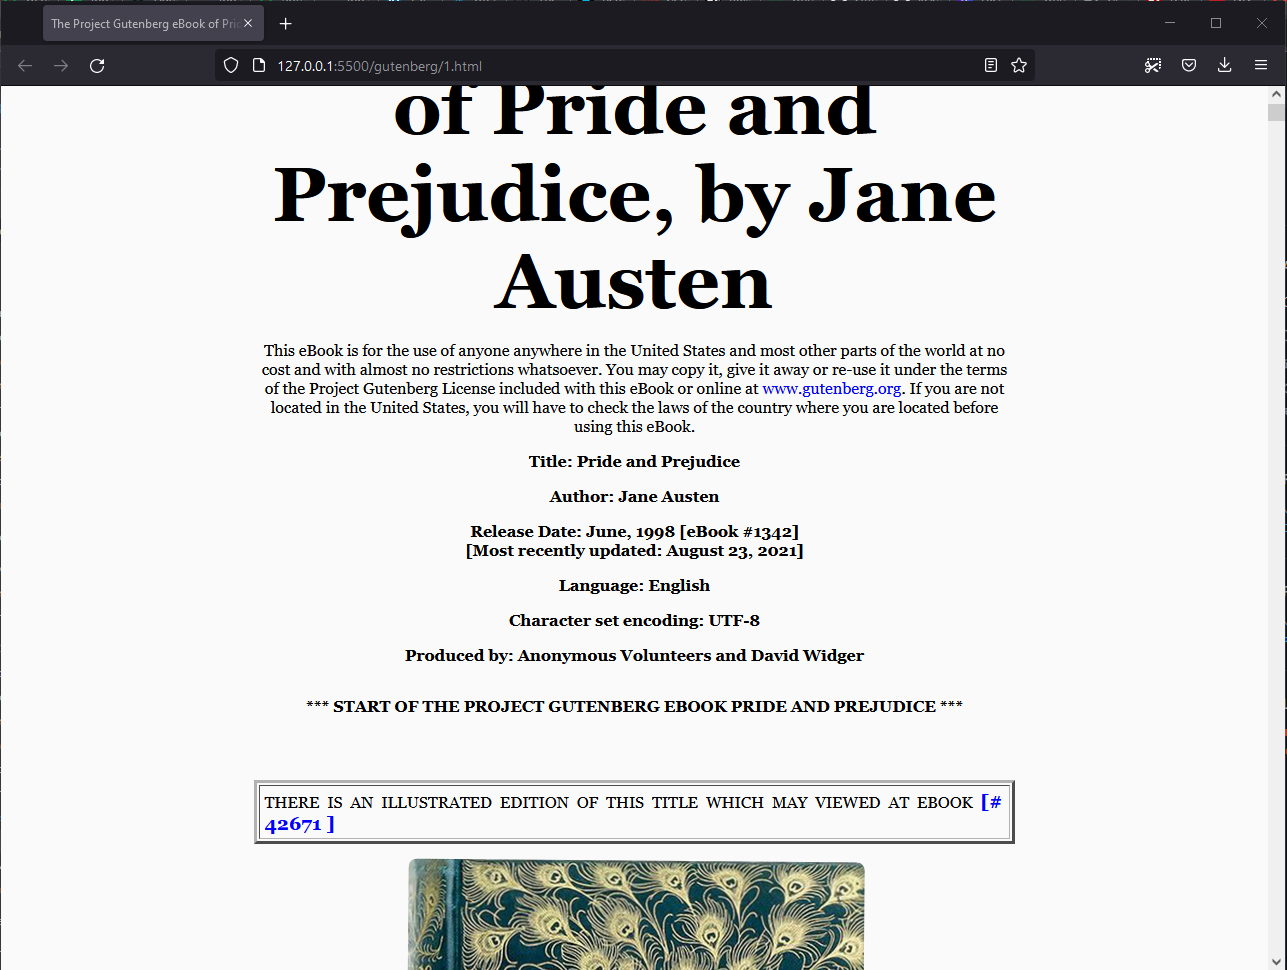 The Project Gutenberg eBook of Pri
127.0.0.1:5500/gutenberg/1.html
of Pride and
Prejudice, by Jane
Austen
This eBook is for the use of anyone anywhere in the United States and most other parts of the world at no
cost and with almost no restrictions whatsoever. You may copy it, give it away or re-use it under the terms
of the Project Gutenberg License included with this eBook or online at www.gutenberg.org. If you are not
located in the United States, you will have to check the laws of the country where you are located before
using this eBook.
Title: Pride and Prejudice
Author: Jane Austen
Release Date: June, 1998 [eBook #1342]
[Most recently updated: August 23, 2021]
Language: English
Character set encoding: UTF-8
Produced by: Anonymous Volunteers and David Widger
*** START OF THE PROJECT GUTENBERG EBOOK PRIDE AND PREJUDICE ***
THERE IS AN ILLUSTRATED EDITION OF THIS TITLE WHICH MAY VIEWED AT EBOOK [#
42671 ]